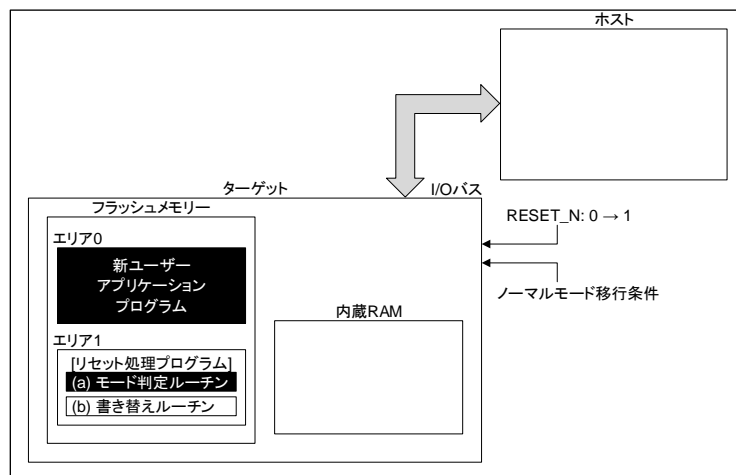 ホスト
ターゲット
I/Oバス
フラッシュメモリー
RESET_N: 0 → 1
エリア0
新ユーザー
アプリケーション
プログラム
ノーマルモード移行条件
内蔵RAM
エリア1
[リセット処理プログラム]
(a) モード判定ルーチン
(b) 書き替えルーチン